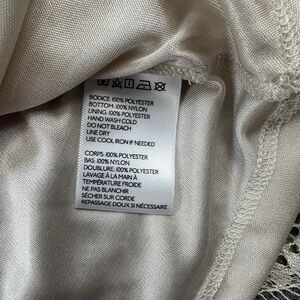 BODICE: 100% POLYESTER
BOTTOM: 100% NYLON
LINING: 100% POLYESTER
HAND WASH COLD
DO NOT BLEACH
LINE DRY
USE COOL IRON IF NEEDED
CORPS: 100% POLYESTER
BAS: 100% NYLON
DOUBLURE: 100% POLYESTER
LAVAGE À LA MAIN À
TEMPÉRATURE FROIDE
NE PAS BLANCHIR
SÉCHER SUR CORDE
REPASSAGE DOUX SI NÉCESSAIRE